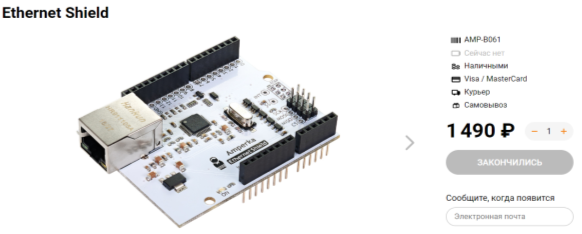 Ethernet Shield
AMP-B061
Сейчас нет
Наличными
Visa / MasterCard
Курьер
Самовывоз
1 490 ₽
− 1 +
ЗАКОНЧИЛИСЬ
Сообщите, когда появится
Электронная почта
Amperka
Ethernet Shield